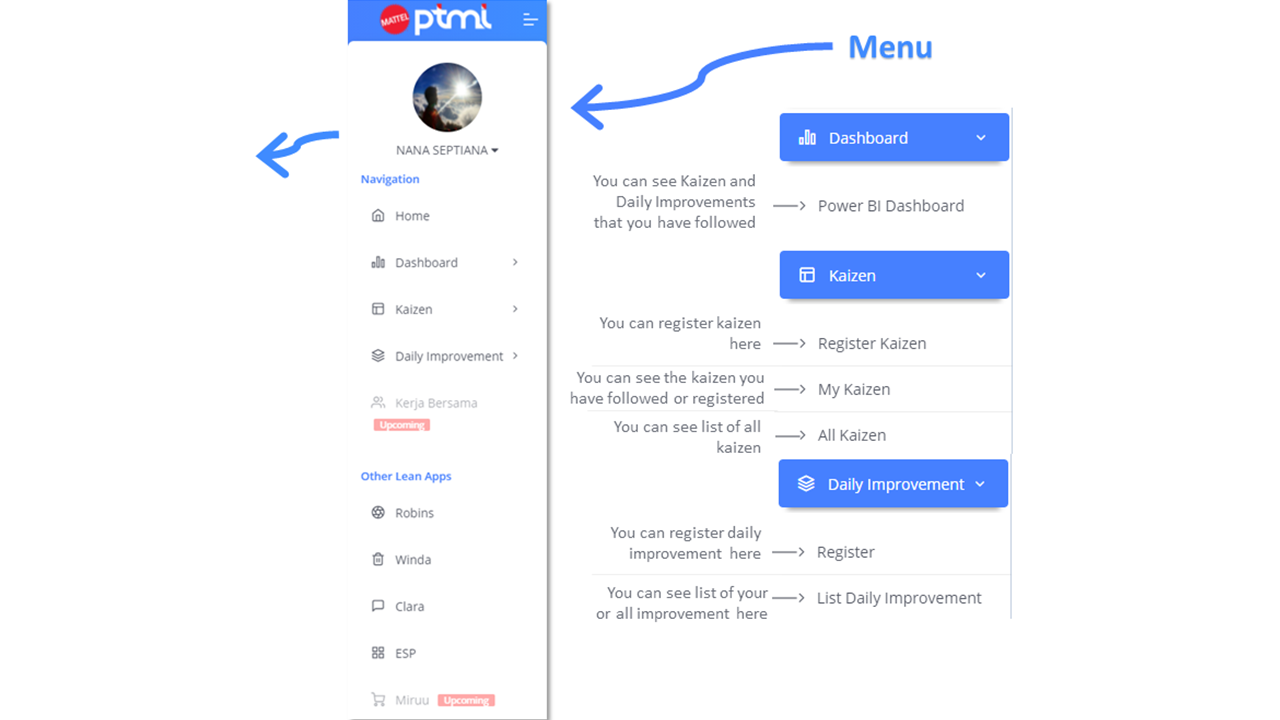 MATTEL ptmi
NANA SEPTIANA
Navigation
Home
Dashboard
Kaizen
Daily Improvement
Kerja Bersama
Upcoming
Other Lean Apps
Robins
Winda
Clara
ESP
Miruu Upcoming
Menu
Dashboard
You can see Kaizen and
Daily Improvements
that you have followed
Power BI Dashboard
Kaizen
You can register kaizen
here
Register Kaizen
You can see the kaizen you
have followed or registered
My Kaizen
You can see list of all
kaizen
All Kaizen
Daily Improvement
You can register daily
improvement here
Register
You can see list of your
or all improvement here
List Daily Improvement